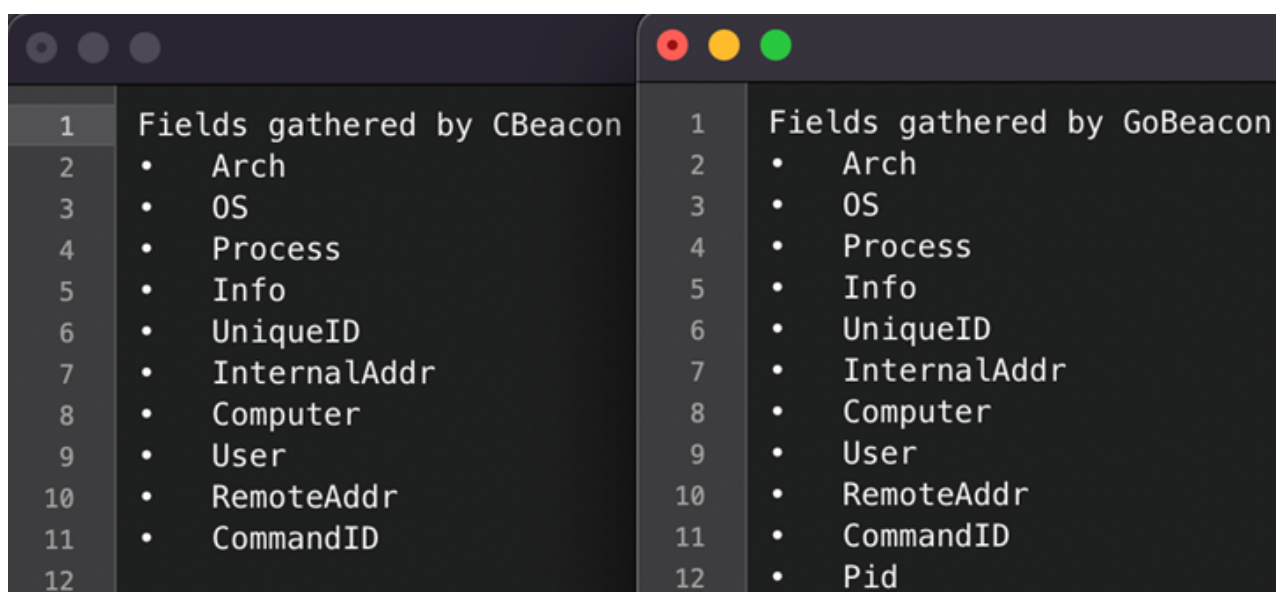 1 Fields gathered by CBeacon
2 • Arch
3 • OS
4 • Process
5 • Info
6 • UniqueID
7 • InternalAddr
8 • Computer
9 • User
10 • RemoteAddr
11 • CommandID
12
1 Fields gathered by GoBeacon
2 • Arch
3 • OS
4 • Process
5 • Info
6 • UniqueID
7 • InternalAddr
8 • Computer
9 • User
10 • RemoteAddr
11 • CommandID
12 • Pid